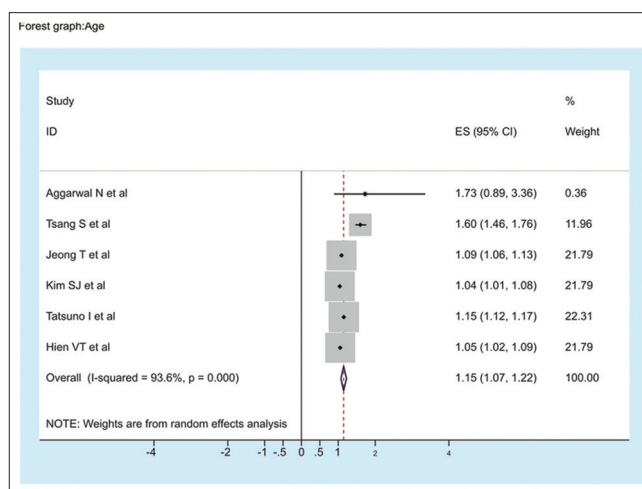 Forest graph:Age
Study %
ID ES (95% CI) Weight
Aggarwal N et al 1.73 (0.89, 3.36) 0.36
Tsang S et al 1.60 (1.46, 1.76) 11.96
Jeong T et al 1.09 (1.06, 1.13) 21.79
Kim SJ et al 1.04 (1.01, 1.08) 21.79
Tatsuno I et al 1.15 (1.12, 1.17) 22.31
Hien VT et al 1.05 (1.02, 1.09) 21.79
Overall (I-squared = 93.6%, p = 0.000) 1.15 (1.07, 1.22) 100.00
NOTE: Weights are from random effects analysis
-4 -2 -1 -.5 0 .5 1 2 4